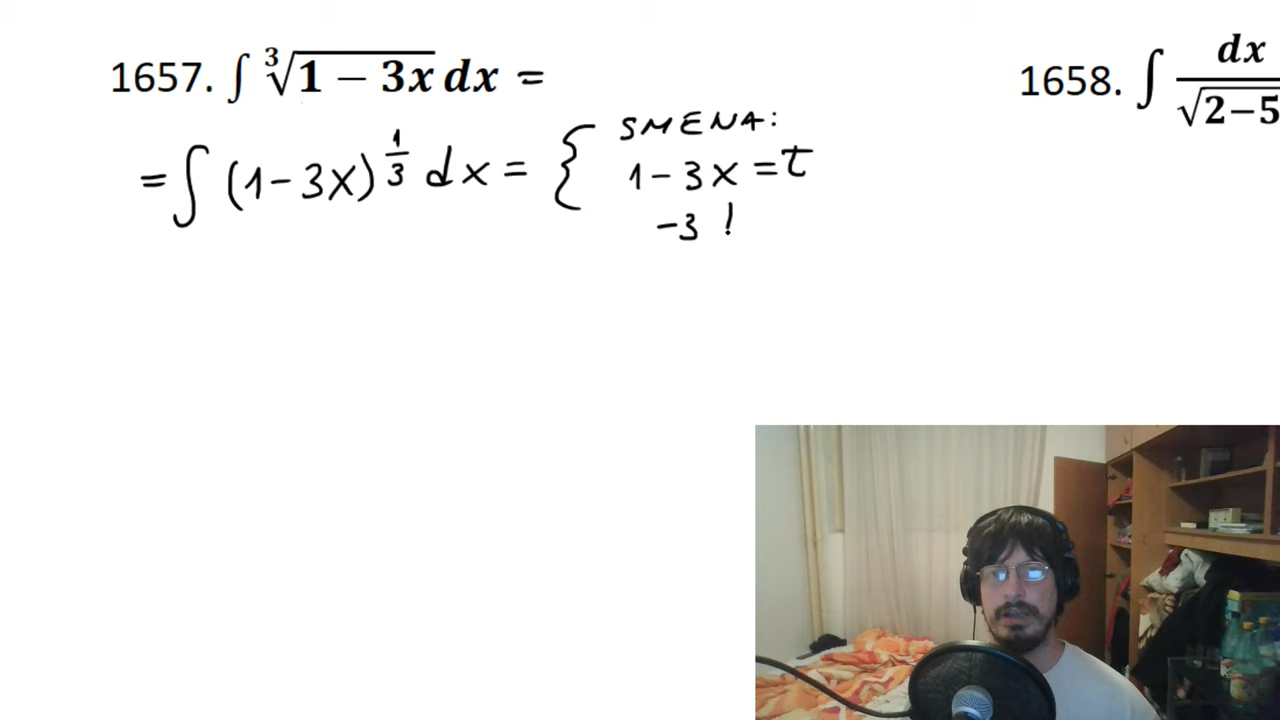 1657. ∫ ∛(1 − 3x) dx =
1658. ∫ dx / √(2−5
= ∫ (1-3x)^(1/3) dx = { SMENA:
1-3x = t
-3